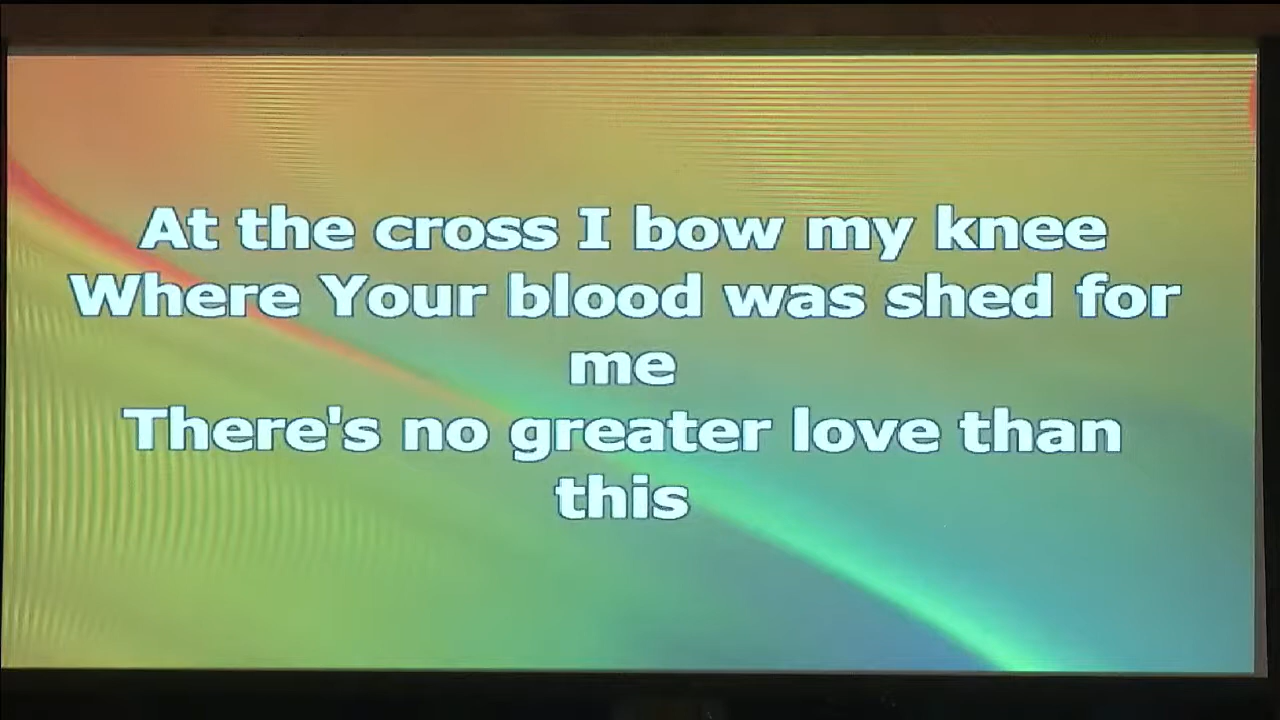 At the cross I bow my knee
Where Your blood was shed for
me
There's no greater love than
this